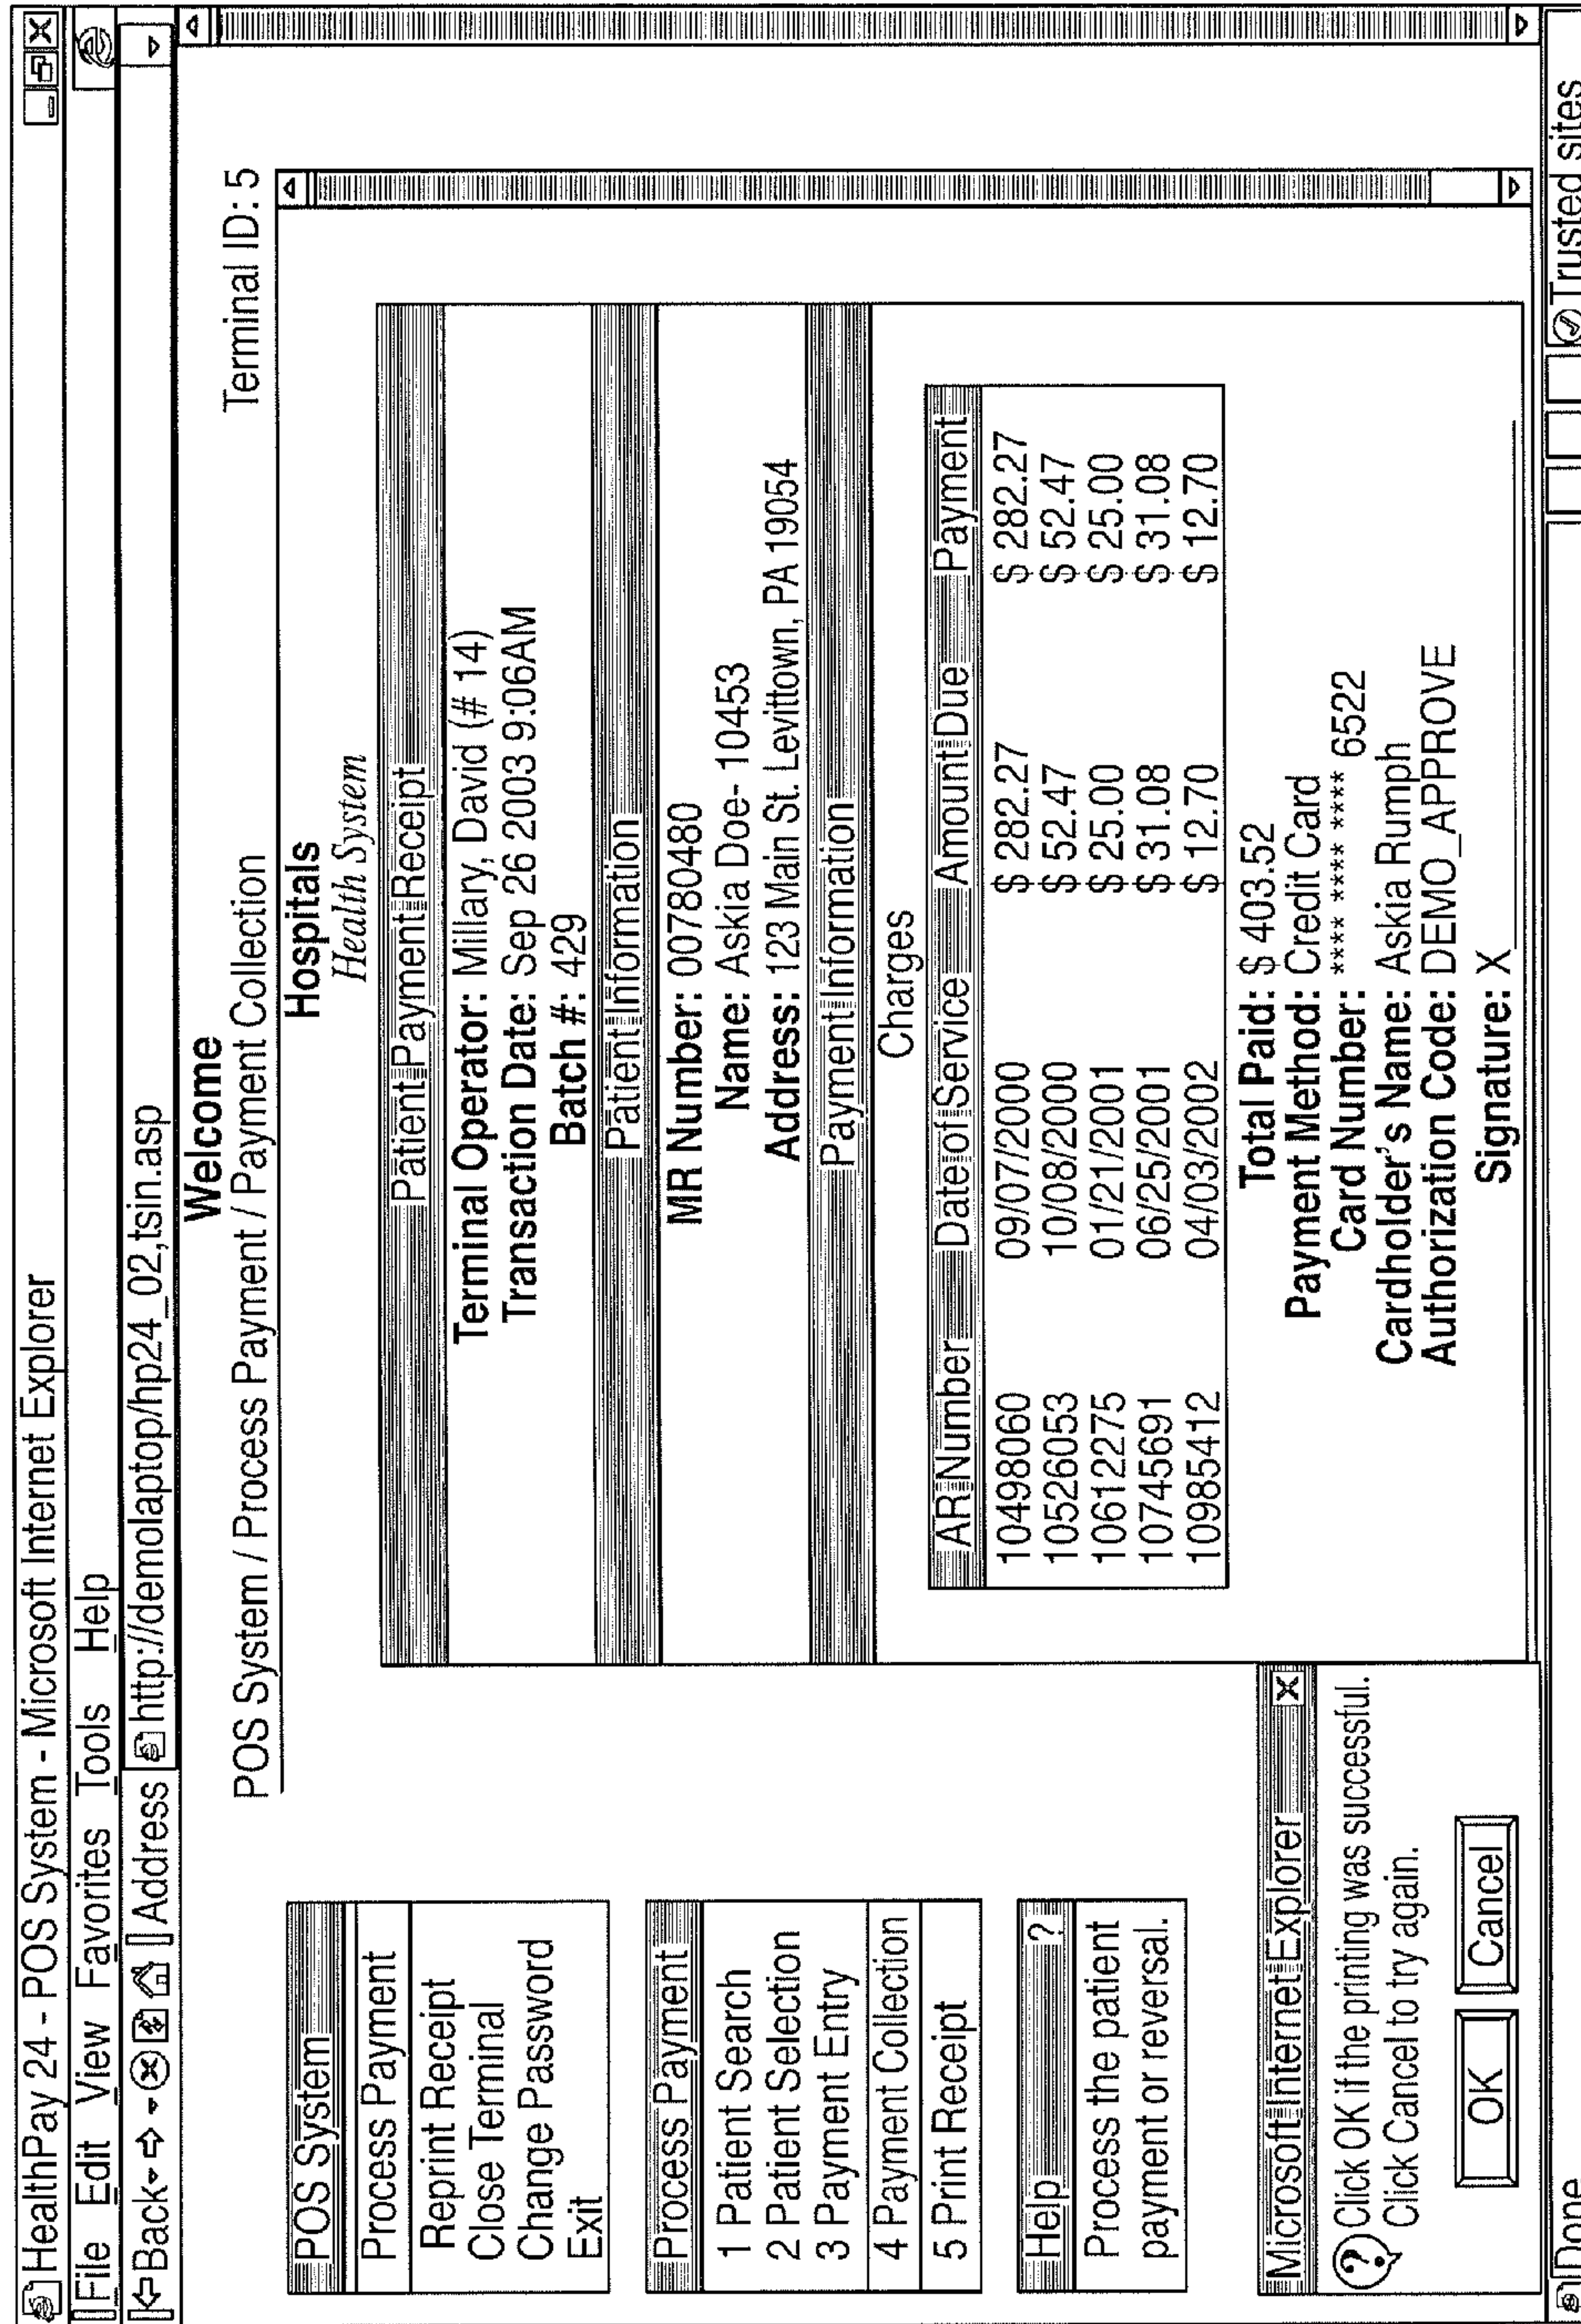 HealthPay 24 - POS System - Microsoft Internet Explorer
File Edit View Favorites Tools Help
Back Address http://demolaptop/hp24_02,tsin.asp
Welcome
POS System / Process Payment / Payment Collection Terminal ID: 5
POS System
Process Payment
Reprint Receipt
Close Terminal
Change Password
Exit
Process Payment
1 Patient Search
2 Patient Selection
3 Payment Entry
4 Payment Collection
5 Print Receipt
Help ?
Process the patient
payment or reversal.
Microsoft Internet Explorer X
? Click OK if the printing was successful.
Click Cancel to try again.
OK Cancel
Hospitals
Health System
Patient Payment Receipt
Terminal Operator: Millary, David (# 14)
Transaction Date: Sep 26 2003 9:06AM
Batch #: 429
Patient Information
MR Number: 00780480
Name: Askia Doe- 10453
Address: 123 Main St. Levittown, PA 19054
Payment Information
Charges
AR Number Date of Service Amount Due Payment
10498060 09/07/2000 $ 282.27 $ 282.27
10526053 10/08/2000 $ 52.47 $ 52.47
10612275 01/21/2001 $ 25.00 $ 25.00
10745691 06/25/2001 $ 31.08 $ 31.08
10985412 04/03/2002 $ 12.70 $ 12.70
Total Paid: $ 403.52
Payment Method: Credit Card
Card Number: **** **** **** 6522
Cardholder's Name: Askia Rumph
Authorization Code: DEMO_APPROVE
Signature: X
Done Trusted sites